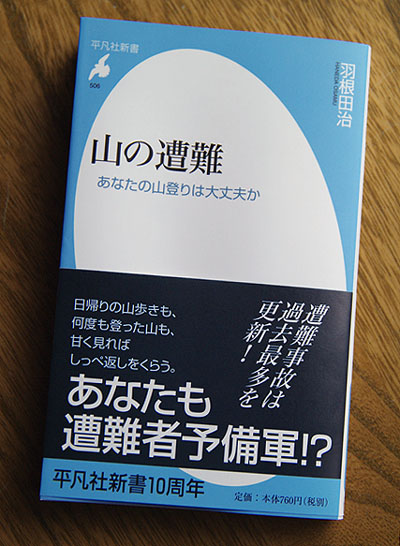 平凡社新書
506
羽根田治
HANEDA OSAMU
山の遭難
あなたの山登りは大丈夫か
遭難事故は
過去最多を
更新!
日帰りの山歩きも、
何度も登った山も、
甘く見れば
しっぺ返しをくらう。
あなたも
遭難者予備軍!?
平凡社新書10周年
定価:本体760円(税別)